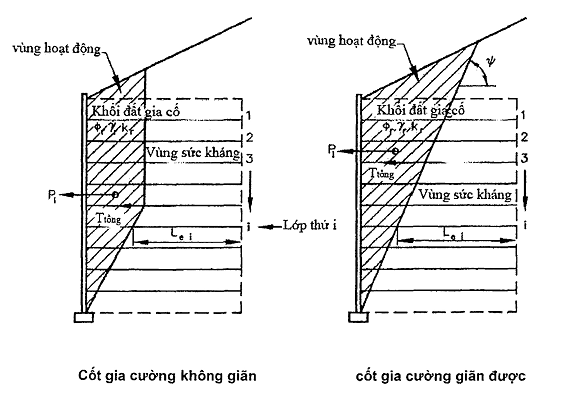 vùng hoạt động
Khối đất gia cố
ϕr, γr, kr
Vùng sức kháng
Pi
Ttổng
Le i
1
2
3
i
Lớp thứ i
Cốt gia cường không giãn
vùng hoạt động
ψ
Khối đất gia cố
ϕr, γr, kr
Pi
Ttổng
Vùng sức kháng
Le i
1
2
3
i
cốt gia cường giãn được